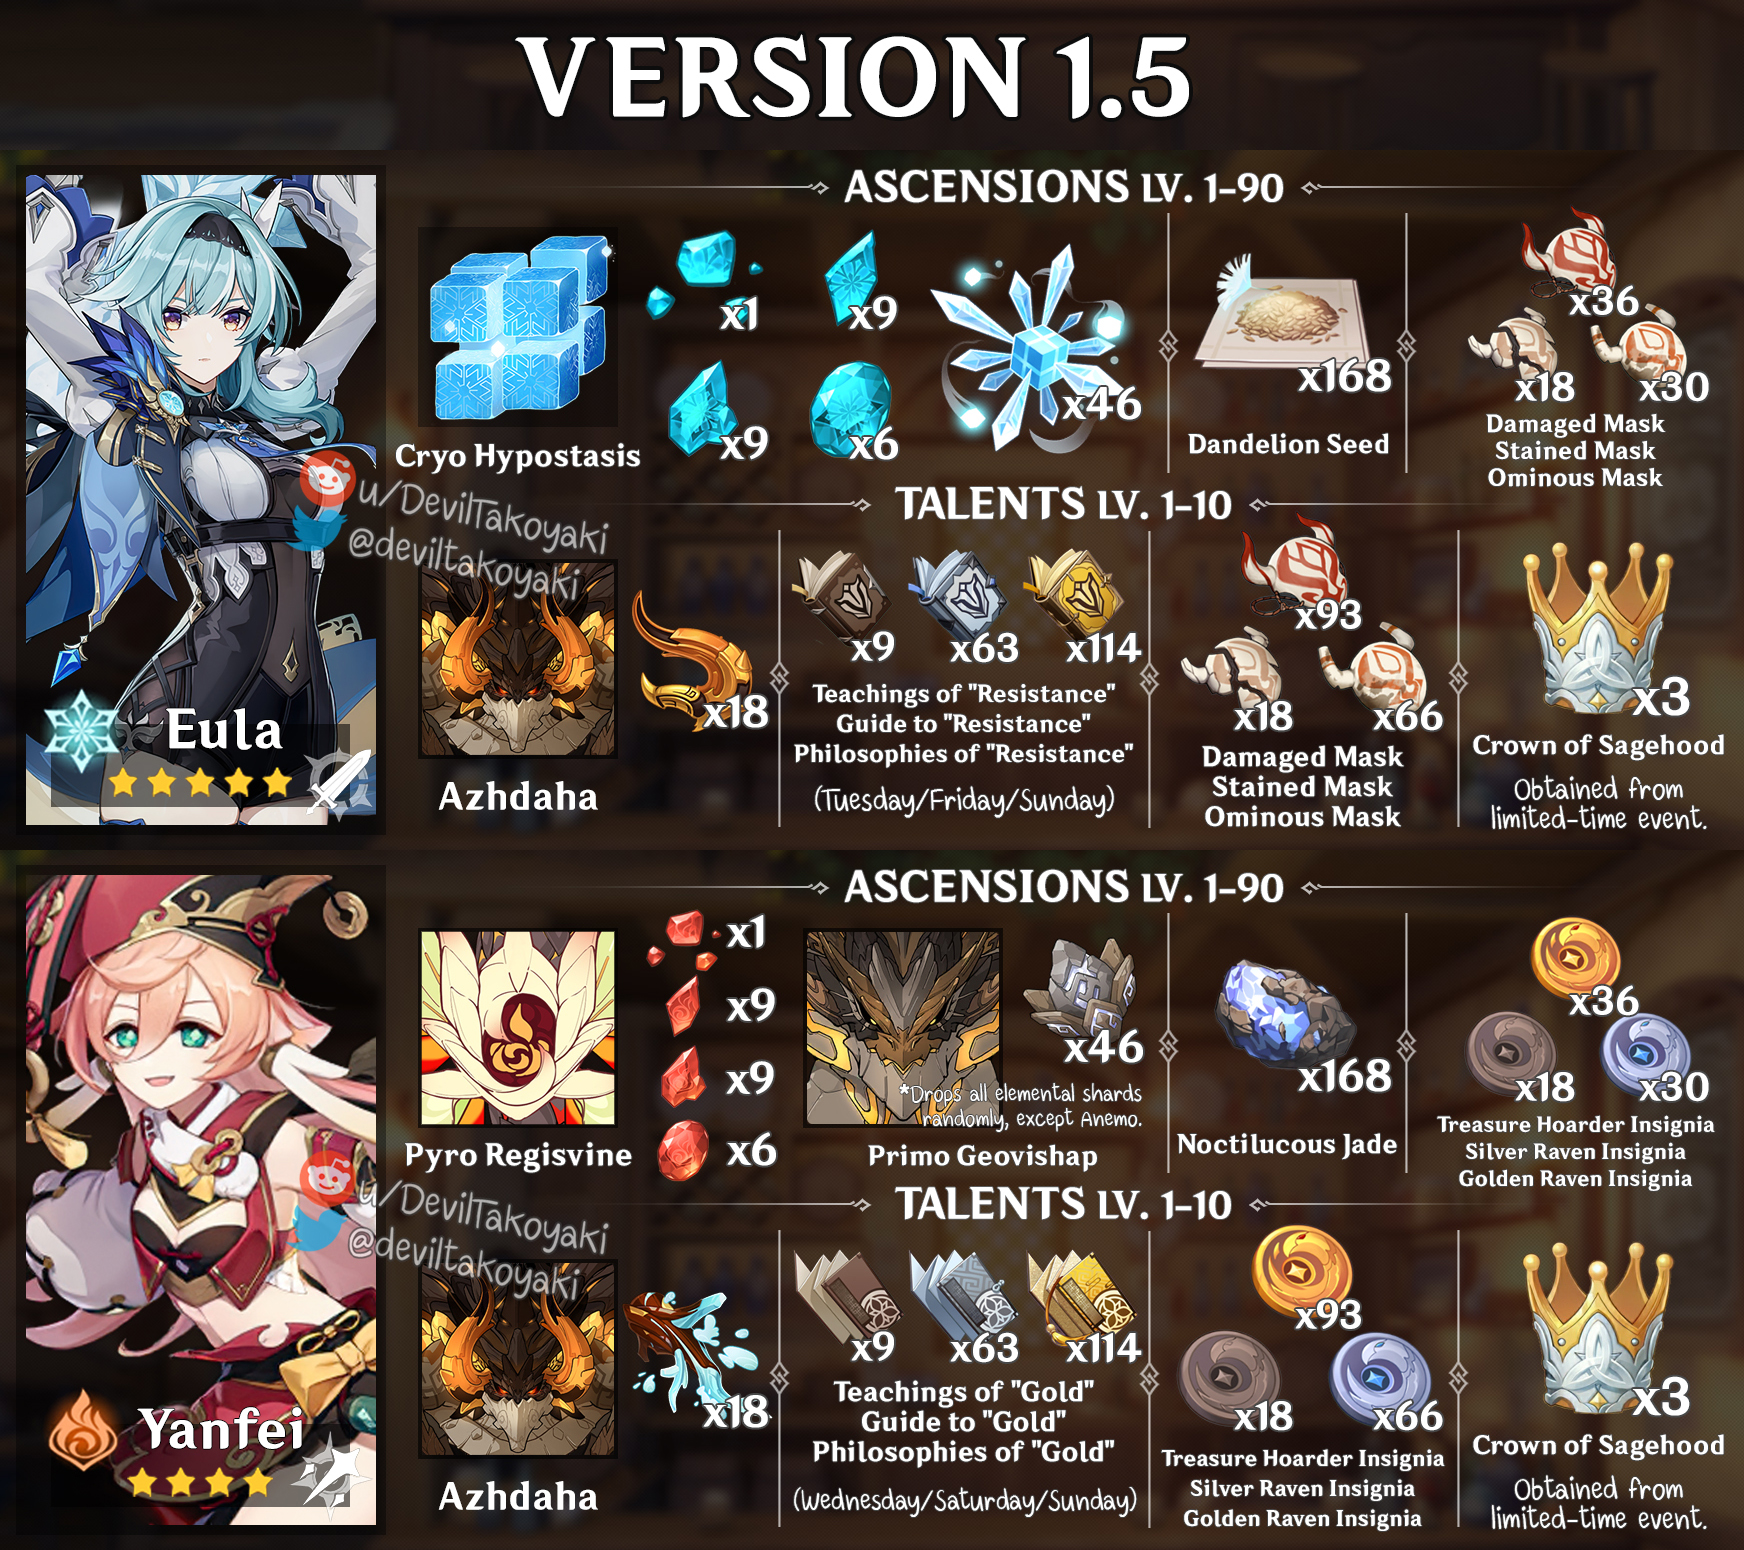 VERSION 1.5
ASCENSIONS LV. 1-90
x1
x9
x9
x6
x46
Cryo Hypostasis
x168
Dandelion Seed
x36
x18
x30
Damaged Mask
Stained Mask
Ominous Mask
u/DevilTakoyaki
@deviltakoyaki
TALENTS LV. 1-10
Azhdaha
x18
x9
x63
x114
Teachings of "Resistance"
Guide to "Resistance"
Philosophies of "Resistance"
(Tuesday/Friday/Sunday)
x93
x18
x66
Damaged Mask
Stained Mask
Ominous Mask
x3
Crown of Sagehood
Obtained from
limited-time event.
Eula
ASCENSIONS LV. 1-90
x1
x9
x9
x6
Pyro Regisvine
x46
*Drops all elemental shards
randomly, except Anemo.
Primo Geovishap
x168
Noctilucous Jade
x36
x18
x30
Treasure Hoarder Insignia
Silver Raven Insignia
Golden Raven Insignia
u/DevilTakoyaki
@deviltakoyaki
TALENTS LV. 1-10
Azhdaha
x18
x9
x63
x114
Teachings of "Gold"
Guide to "Gold"
Philosophies of "Gold"
(Wednesday/Saturday/Sunday)
x93
x18
x66
Treasure Hoarder Insignia
Silver Raven Insignia
Golden Raven Insignia
x3
Crown of Sagehood
Obtained from
limited-time event.
Yanfei